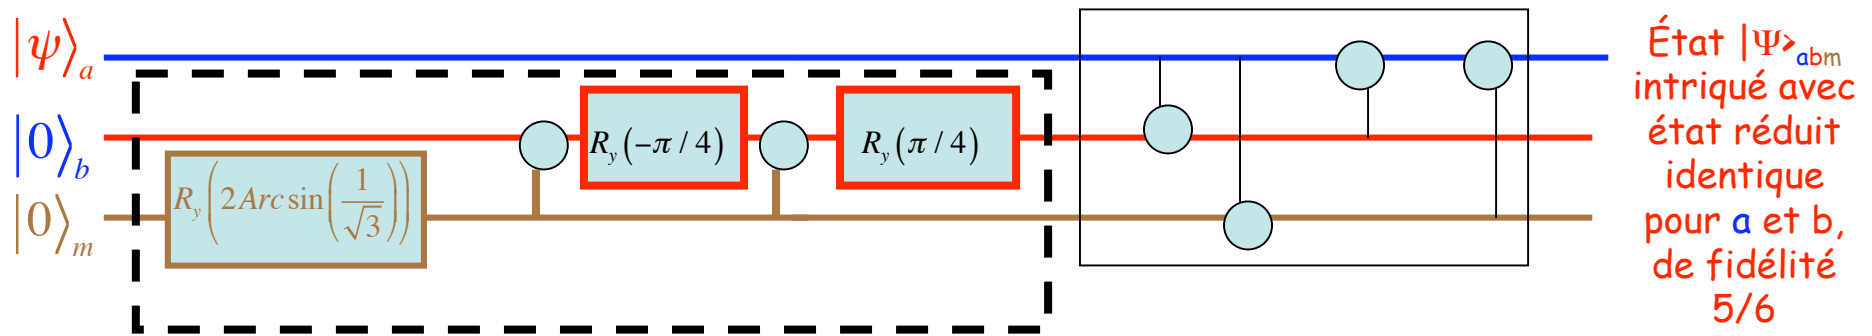 |ψ⟩a
|0⟩b
|0⟩m
Ry(2Arcsin(1/√3))
Ry(−π/4)
Ry(π/4)
État |Ψ>abm
intriqué avec
état réduit
identique
pour a et b,
de fidélité
5/6